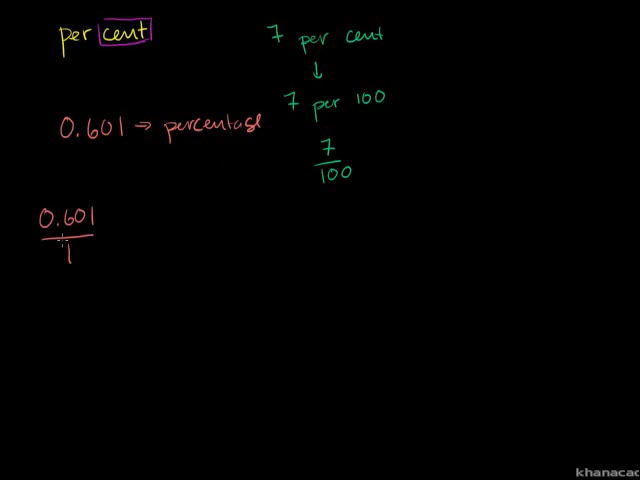 per cent
7 per cent
↓
7 per 100
0.601 → percentage
7
100
0.601
1
khanacad